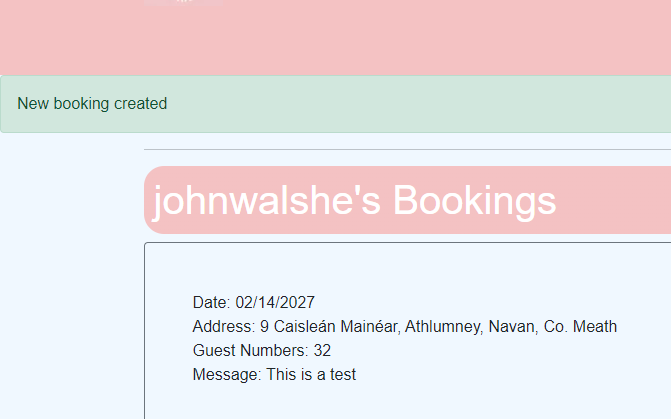 New booking created
johnwalshe's Bookings
Date: 02/14/2027
Address: 9 Caisleán Mainéar, Athlumney, Navan, Co. Meath
Guest Numbers: 32
Message: This is a test